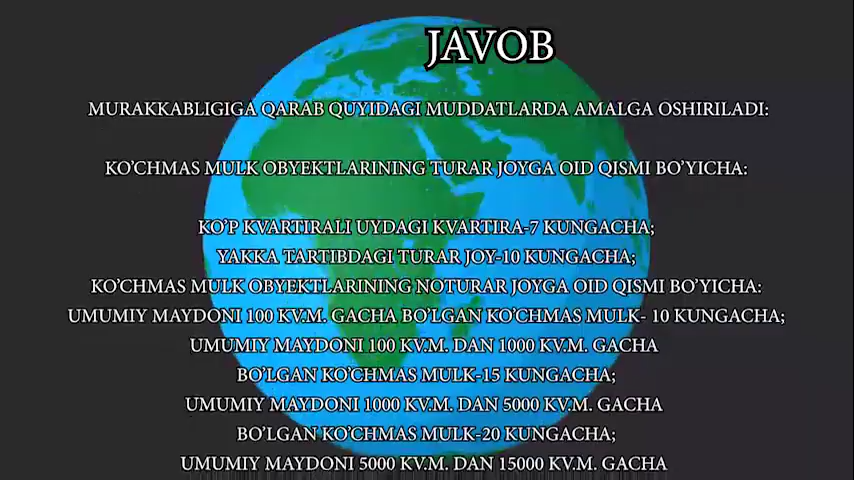 JAVOB
MURAKKABLIGIGA QARAB QUYIDAGI MUDDATLARDA AMALGA OSHIRILADI:
KO'CHMAS MULK OBYEKTLARINING TURAR JOYGA OID QISMI BO'YICHA:
KO'P KVARTIRALI UYDAGI KVARTIRA-7 KUNGACHA;
YAKKA TARTIBDAGI TURAR JOY-10 KUNGACHA;
KO'CHMAS MULK OBYEKTLARINING NOTURAR JOYGA OID QISMI BO'YICHA:
UMUMIY MAYDONI 100 KV.M. GACHA BO'LGAN KO'CHMAS MULK- 10 KUNGACHA;
UMUMIY MAYDONI 100 KV.M. DAN 1000 KV.M. GACHA
BO'LGAN KO'CHMAS MULK-15 KUNGACHA;
UMUMIY MAYDONI 1000 KV.M. DAN 5000 KV.M. GACHA
BO'LGAN KO'CHMAS MULK-20 KUNGACHA;
UMUMIY MAYDONI 5000 KV.M. DAN 15000 KV.M. GACHA